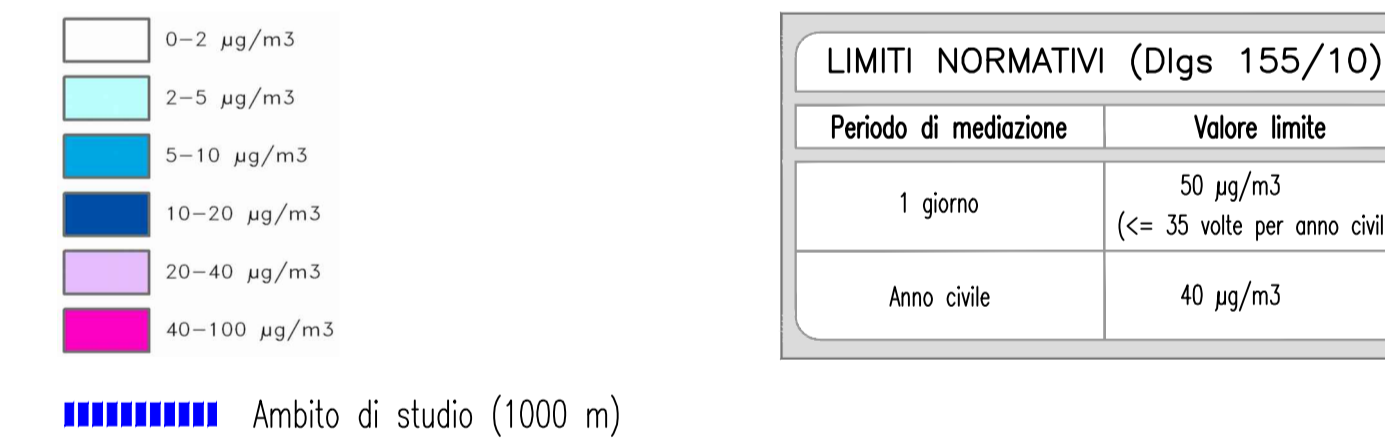 0-2 µg/m3
2-5 µg/m3
5-10 µg/m3
10-20 µg/m3
20-40 µg/m3
40-100 µg/m3
Ambito di studio (1000 m)
LIMITI NORMATIVI (Dlgs 155/10)
Periodo di mediazione Valore limite
1 giorno 50 µg/m3
(<= 35 volte per anno civil
Anno civile 40 µg/m3